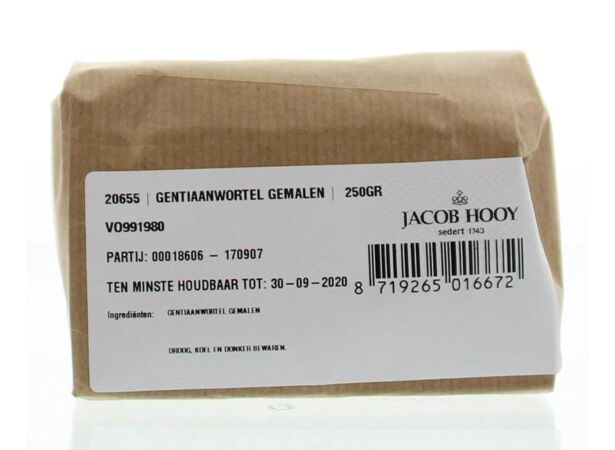 20655 | GENTIAANWORTEL GEMALEN | 250GR
JACOB HOOY
sedert 1743
VO991980
PARTIJ: 00018606 - 170907
TEN MINSTE HOUDBAAR TOT: 30-09-2020
8 719265 016672
Ingrediënten: GENTIAANWORTEL GEMALEN
DROOG, KOEL EN DONKER BEWAREN.